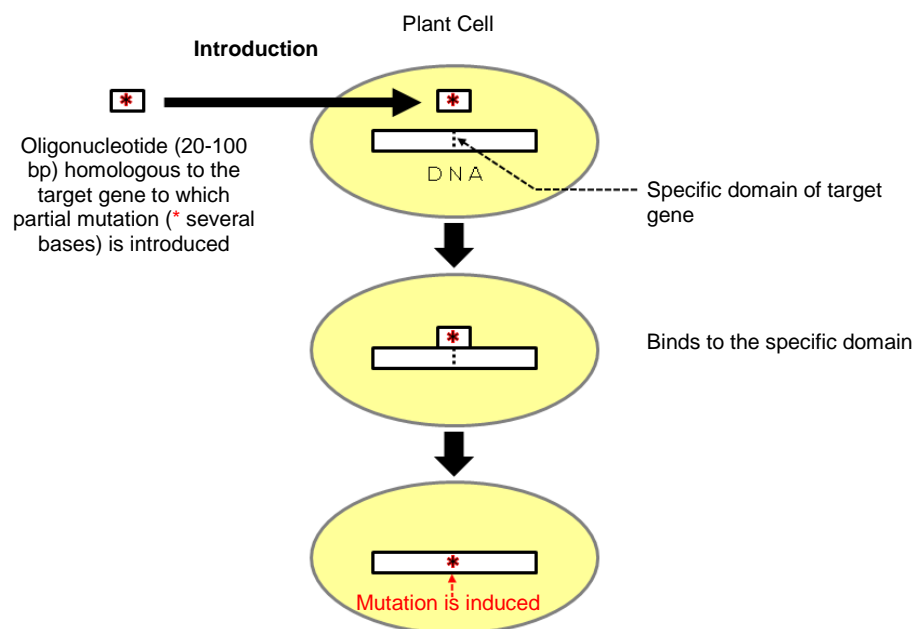 Plant Cell
Introduction
*
*
Oligonucleotide (20-100
bp) homologous to the
target gene to which
partial mutation (* several
bases) is introduced
DNA
Specific domain of target
gene
*
Binds to the specific domain
*
Mutation is induced